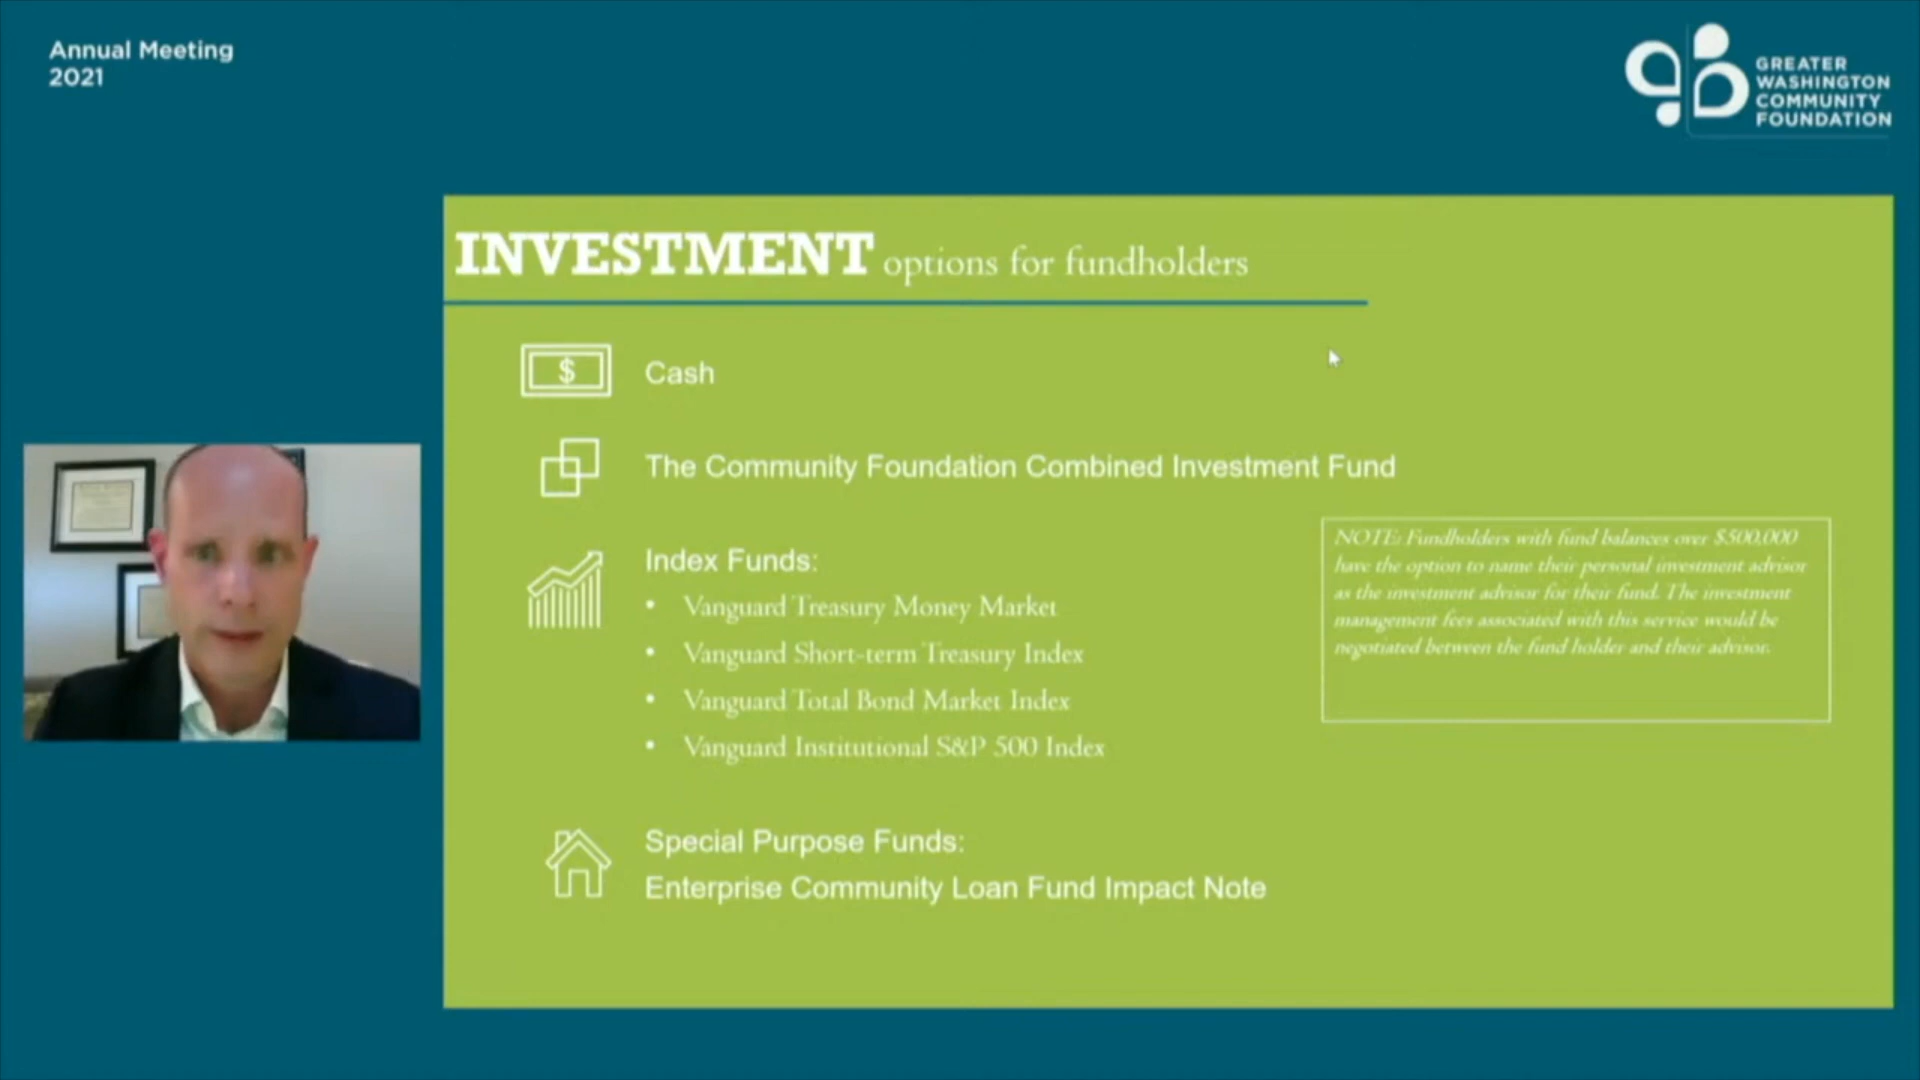 Annual Meeting
2021
GREATER
WASHINGTON
COMMUNITY
FOUNDATION
INVESTMENT options for fundholders
$
Cash
The Community Foundation Combined Investment Fund
Index Funds:
• Vanguard Treasury Money Market
• Vanguard Short-term Treasury Index
• Vanguard Total Bond Market Index
• Vanguard Institutional S&P 500 Index
NOTE: Fundholders with fund balances over $500,000
have the option to name their personal investment advisor
as the investment advisor for their fund. The investment
management fees associated with this service would be
negotiated between the fund holder and their advisor.
Special Purpose Funds:
Enterprise Community Loan Fund Impact Note